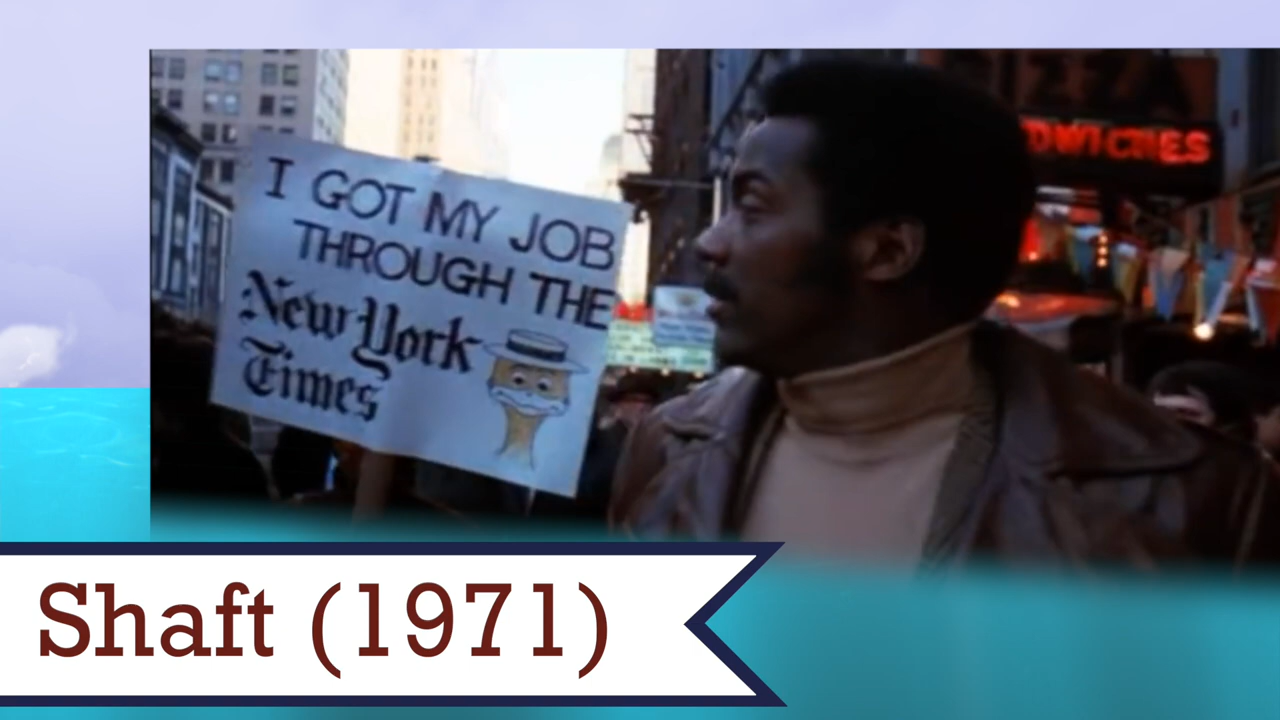 I GOT MY JOB
THROUGH THE
New York
Times
DWICHES
Shaft (1971)